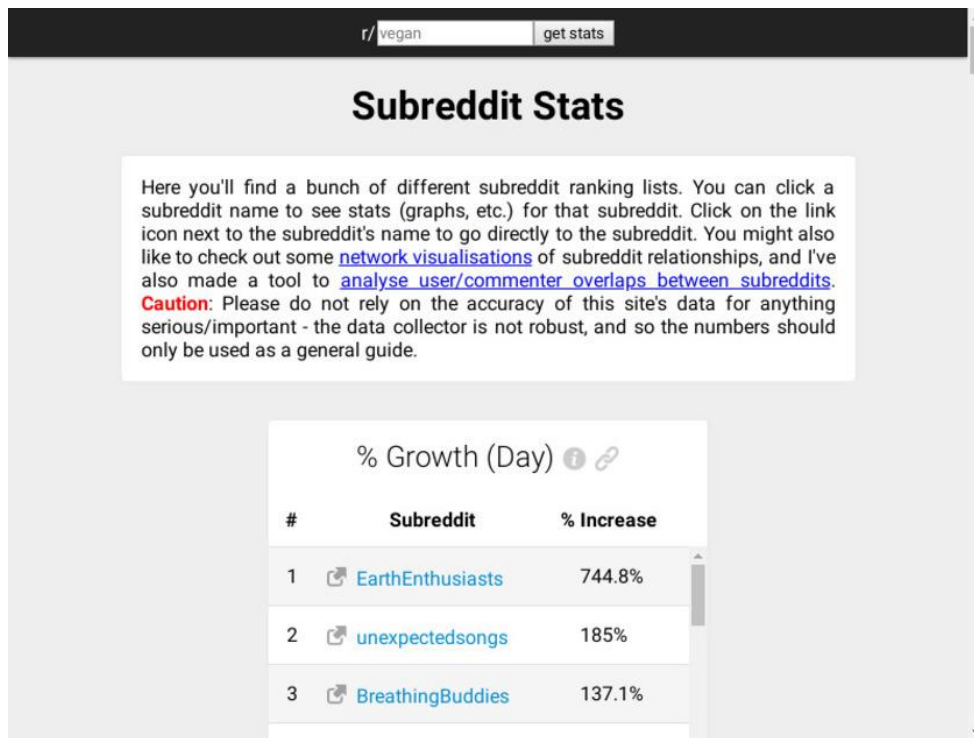 r/ vegan get stats
Subreddit Stats
Here you'll find a bunch of different subreddit ranking lists. You can click a
subreddit name to see stats (graphs, etc.) for that subreddit. Click on the link
icon next to the subreddit's name to go directly to the subreddit. You might also
like to check out some network visualisations of subreddit relationships, and I've
also made a tool to analyse user/commenter overlaps between subreddits.
Caution: Please do not rely on the accuracy of this site's data for anything
serious/important - the data collector is not robust, and so the numbers should
only be used as a general guide.
% Growth (Day)
# Subreddit % Increase
1 EarthEnthusiasts 744.8%
2 unexpectedsongs 185%
3 BreathingBuddies 137.1%